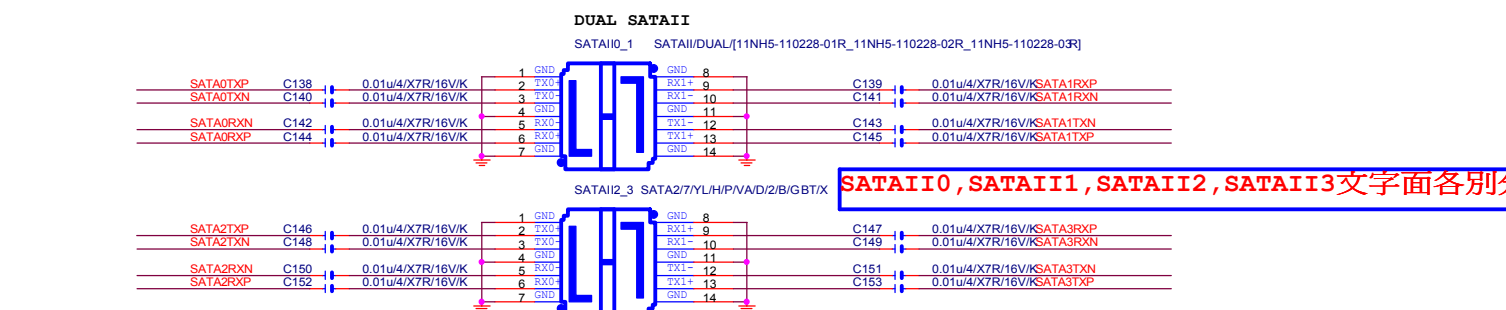 DUAL SATAII
SATAII0_1 SATAII/DUAL/[11NH5-110228-01R_11NH5-110228-02R_11NH5-110228-03R]
1 GND GND 8
SATA0TXP C138 0.01u/4/X7R/16V/K 2 TX0+ RX1+ 9 C139 0.01u/4/X7R/16V/K SATA1RXP
SATA0TXN C140 0.01u/4/X7R/16V/K 3 TX0- RX1- 10 C141 0.01u/4/X7R/16V/K SATA1RXN
4 GND GND 11
SATA0RXN C142 0.01u/4/X7R/16V/K 5 RX0- TX1- 12 C143 0.01u/4/X7R/16V/K SATA1TXN
SATA0RXP C144 0.01u/4/X7R/16V/K 6 RX0+ TX1+ 13 C145 0.01u/4/X7R/16V/K SATA1TXP
7 GND GND 14
SATAII2_3 SATA2/7/YL/H/P/VA/D/2/B/GBT/X
SATAII0,SATAII1,SATAII2,SATAII3文字面各別
1 GND GND 8
SATA2TXP C146 0.01u/4/X7R/16V/K 2 TX0+ RX1+ 9 C147 0.01u/4/X7R/16V/K SATA3RXP
SATA2TXN C148 0.01u/4/X7R/16V/K 3 TX0- RX1- 10 C149 0.01u/4/X7R/16V/K SATA3RXN
4 GND GND 11
SATA2RXN C150 0.01u/4/X7R/16V/K 5 RX0- TX1- 12 C151 0.01u/4/X7R/16V/K SATA3TXN
SATA2RXP C152 0.01u/4/X7R/16V/K 6 RX0+ TX1+ 13 C153 0.01u/4/X7R/16V/K SATA3TXP
7 GND GND 14